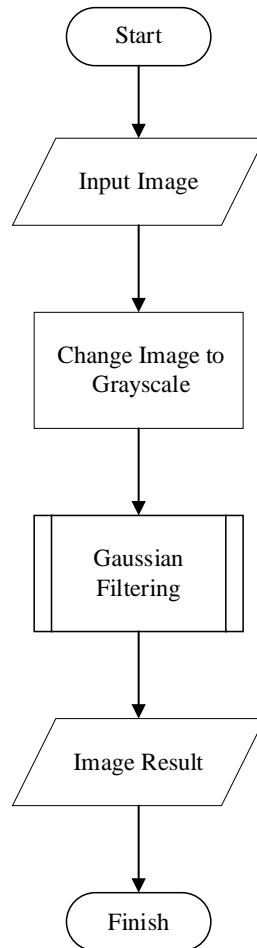 Start
Input Image
Change Image to
Grayscale
Gaussian
Filtering
Image Result
Finish